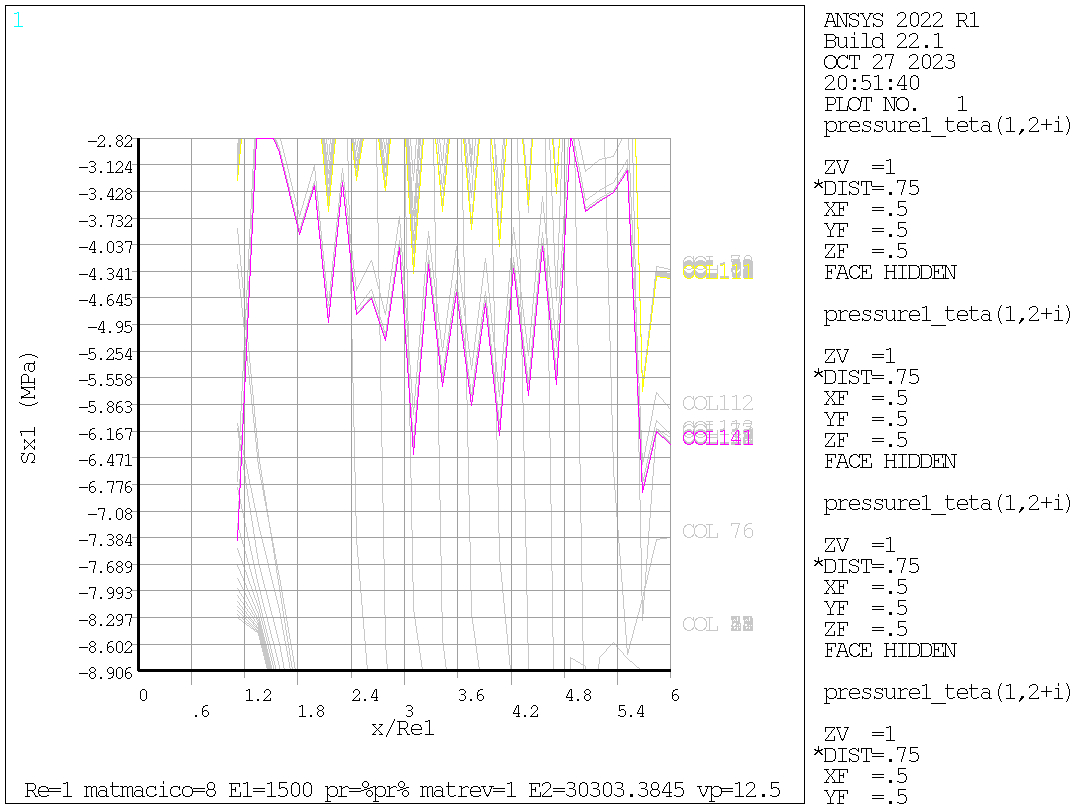 1
ANSYS 2022 R1
Build 22.1
OCT 27 2023
20:51:40
PLOT NO. 1
pressure1_teta(1,2+i)
ZV =1
*DIST=.75
XF =.5
YF =.5
ZF =.5
FACE HIDDEN
pressure1_teta(1,2+i)
ZV =1
*DIST=.75
XF =.5
YF =.5
ZF =.5
FACE HIDDEN
pressure1_teta(1,2+i)
ZV =1
*DIST=.75
XF =.5
YF =.5
ZF =.5
FACE HIDDEN
pressure1_teta(1,2+i)
ZV =1
*DIST=.75
XF =.5
YF =.5
-2.82
-3.124
-3.428
-3.732
-4.037
-4.341
-4.645
-4.95
-5.254
-5.558
-5.863
-6.167
-6.471
-6.776
-7.08
-7.384
-7.689
-7.993
-8.297
-8.602
-8.906
Sx1 (MPa)
COL112
COL141
COL 76
COL
0
.6
1.2
1.8
2.4
3
3.6
4.2
4.8
5.4
6
x/Re1
Re=1 matmacico=8 E1=1500 pr=%pr% matrev=1 E2=30303.3845 vp=12.5